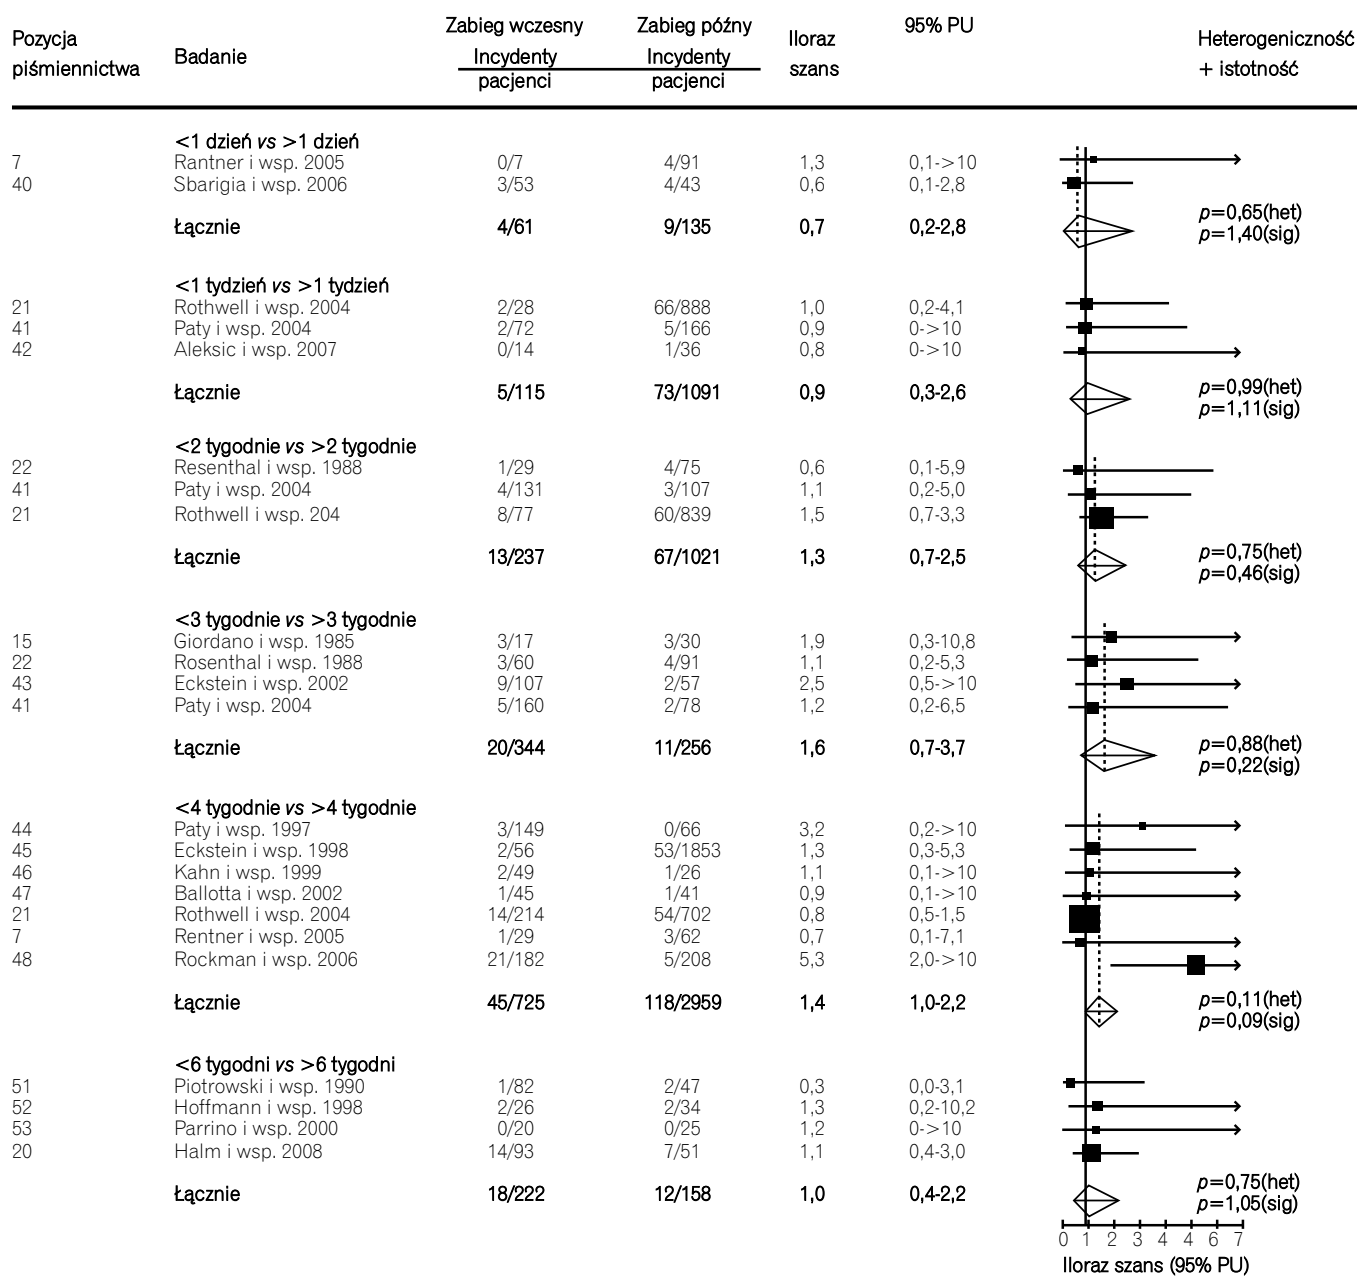 Pozycja piśmiennictwa Badanie Zabieg wczesny Incydenty pacjenci Zabieg późny Incydenty pacjenci Iloraz szans 95% PU Heterogeniczność + istotność
<1 dzień vs >1 dzień
7 Rantner i wsp. 2005 0/7 4/91 1,3 0,1->10
40 Sbarigia i wsp. 2006 3/53 4/43 0,6 0,1-2,8
Łącznie 4/61 9/135 0,7 0,2-2,8 p=0,65(het)
p=1,40(sig)
<1 tydzień vs >1 tydzień
21 Rothwell i wsp. 2004 2/28 66/888 1,0 0,2-4,1
41 Paty i wsp. 2004 2/72 5/166 0,9 0->10
42 Aleksic i wsp. 2007 0/14 1/36 0,8 0->10
Łącznie 5/115 73/1091 0,9 0,3-2,6 p=0,99(het)
p=1,11(sig)
<2 tygodnie vs >2 tygodnie
22 Resenthal i wsp. 1988 1/29 4/75 0,6 0,1-5,9
41 Paty i wsp. 2004 4/131 3/107 1,1 0,2-5,0
21 Rothwell i wsp. 204 8/77 60/839 1,5 0,7-3,3
Łącznie 13/237 67/1021 1,3 0,7-2,5 p=0,75(het)
p=0,46(sig)
<3 tygodnie vs >3 tygodnie
15 Giordano i wsp. 1985 3/17 3/30 1,9 0,3-10,8
22 Rosenthal i wsp. 1988 3/60 4/91 1,1 0,2-5,3
43 Eckstein i wsp. 2002 9/107 2/57 2,5 0,5->10
41 Paty i wsp. 2004 5/160 2/78 1,2 0,2-6,5
Łącznie 20/344 11/256 1,6 0,7-3,7 p=0,88(het)
p=0,22(sig)
<4 tygodnie vs >4 tygodnie
44 Paty i wsp. 1997 3/149 0/66 3,2 0,2->10
45 Eckstein i wsp. 1998 2/56 53/1853 1,3 0,3-5,3
46 Kahn i wsp. 1999 2/49 1/26 1,1 0,1->10
47 Ballotta i wsp. 2002 1/45 1/41 0,9 0,1->10
21 Rothwell i wsp. 2004 14/214 54/702 0,8 0,5-1,5
7 Rentner i wsp. 2005 1/29 3/62 0,7 0,1-7,1
48 Rockman i wsp. 2006 21/182 5/208 5,3 2,0->10
Łącznie 45/725 118/2959 1,4 1,0-2,2 p=0,11(het)
p=0,09(sig)
<6 tygodni vs >6 tygodni
51 Piotrowski i wsp. 1990 1/82 2/47 0,3 0,0-3,1
52 Hoffmann i wsp. 1998 2/26 2/34 1,3 0,2-10,2
53 Parrino i wsp. 2000 0/20 0/25 1,2 0->10
20 Halm i wsp. 2008 14/93 7/51 1,1 0,4-3,0
Łącznie 18/222 12/158 1,0 0,4-2,2 p=0,75(het)
p=1,05(sig)
0 1 2 3 4 4 6 7
Iloraz szans (95% PU)